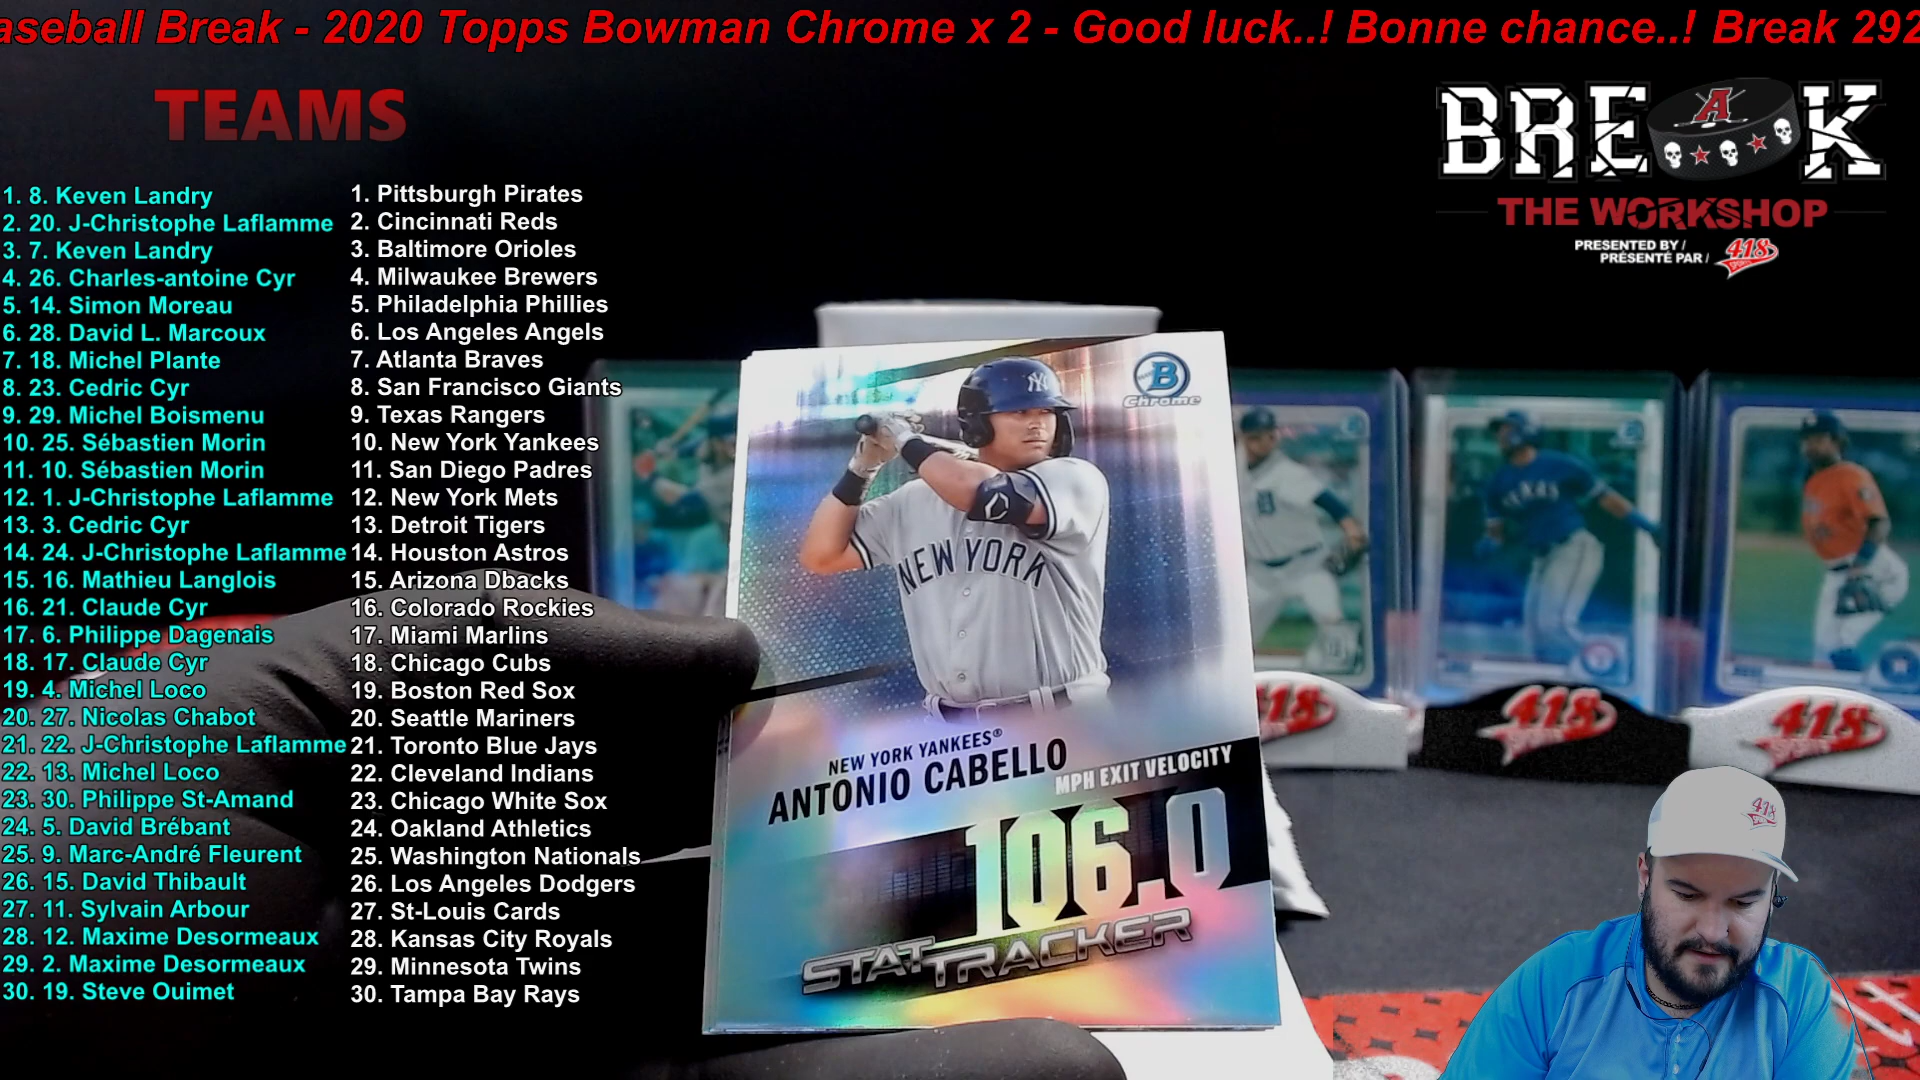 aseball Break - 2020 Topps Bowman Chrome x 2 - Good luck..! Bonne chance..! Break 292
TEAMS
1. 8. Keven Landry
2. 20. J-Christophe Laflamme
3. 7. Keven Landry
4. 26. Charles-antoine Cyr
5. 14. Simon Moreau
6. 28. David L. Marcoux
7. 18. Michel Plante
8. 23. Cedric Cyr
9. 29. Michel Boismenu
10. 25. Sébastien Morin
11. 10. Sébastien Morin
12. 1. J-Christophe Laflamme
13. 3. Cedric Cyr
14. 24. J-Christophe Laflamme
15. 16. Mathieu Langlois
16. 21. Claude Cyr
17. 6. Philippe Dagenais
18. 17. Claude Cyr
19. 4. Michel Loco
20. 27. Nicolas Chabot
21. 22. J-Christophe Laflamme
22. 13. Michel Loco
23. 30. Philippe St-Amand
24. 5. David Brébant
25. 9. Marc-André Fleurent
26. 15. David Thibault
27. 11. Sylvain Arbour
28. 12. Maxime Desormeaux
29. 2. Maxime Desormeaux
30. 19. Steve Ouimet
1. Pittsburgh Pirates
2. Cincinnati Reds
3. Baltimore Orioles
4. Milwaukee Brewers
5. Philadelphia Phillies
6. Los Angeles Angels
7. Atlanta Braves
8. San Francisco Giants
9. Texas Rangers
10. New York Yankees
11. San Diego Padres
12. New York Mets
13. Detroit Tigers
14. Houston Astros
15. Arizona Dbacks
16. Colorado Rockies
17. Miami Marlins
18. Chicago Cubs
19. Boston Red Sox
20. Seattle Mariners
21. Toronto Blue Jays
22. Cleveland Indians
23. Chicago White Sox
24. Oakland Athletics
25. Washington Nationals
26. Los Angeles Dodgers
27. St-Louis Cards
28. Kansas City Royals
29. Minnesota Twins
30. Tampa Bay Rays
BRE K
A
THE WORKSHOP
PRESENTED BY /
PRÉSENTÉ PAR /
418
SPORTS
B
Chrome
NY
NEW YORK
NEW YORK YANKEES®
ANTONIO CABELLO
MPH EXIT VELOCITY
106.0
STAT TRACKER
TEXAS
418
418
418
418